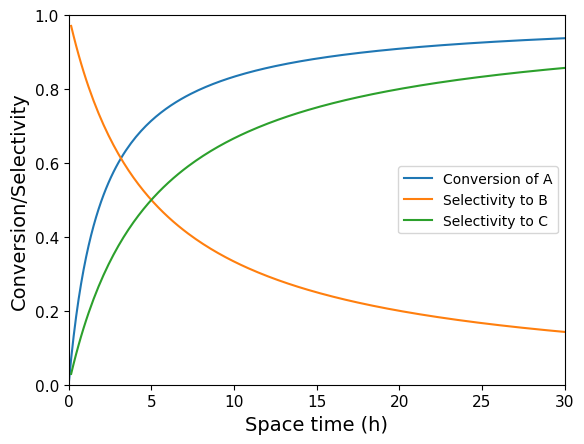 1.0
0.8
0.6
0.4
0.2
0.0
Conversion/Selectivity
Conversion of A
Selectivity to B
Selectivity to C
0 5 10 15 20 25 30
Space time (h)